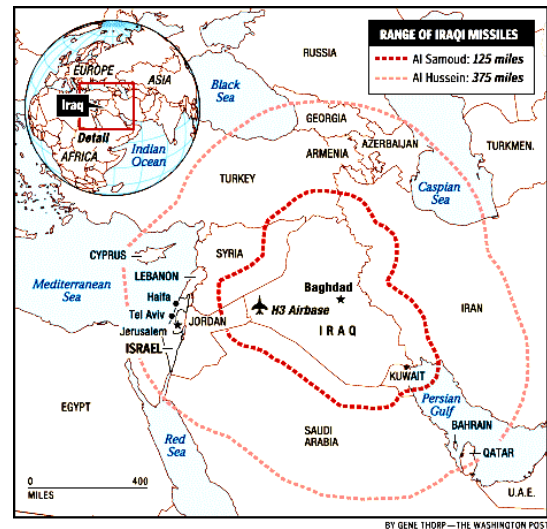 RANGE OF IRAQI MISSILES
Al Samoud: 125 miles
Al Hussein: 375 miles
EUROPE
ASIA
Iraq
Detail
AFRICA
Indian
Ocean
RUSSIA
Black
Sea
GEORGIA
ARMENIA
AZERBAIJAN
TURKMEN.
TURKEY
Caspian
Sea
CYPRUS
SYRIA
LEBANON
Mediterranean
Sea
Haifa
Tel Aviv
Jerusalem
ISRAEL
JORDAN
Baghdad
H3 Airbase
IRAQ
IRAN
KUWAIT
EGYPT
Persian
Gulf
SAUDI
ARABIA
BAHRAIN
Red
Sea
QATAR
U.A.E.
0 400
MILES
BY GENE THORP—THE WASHINGTON POST